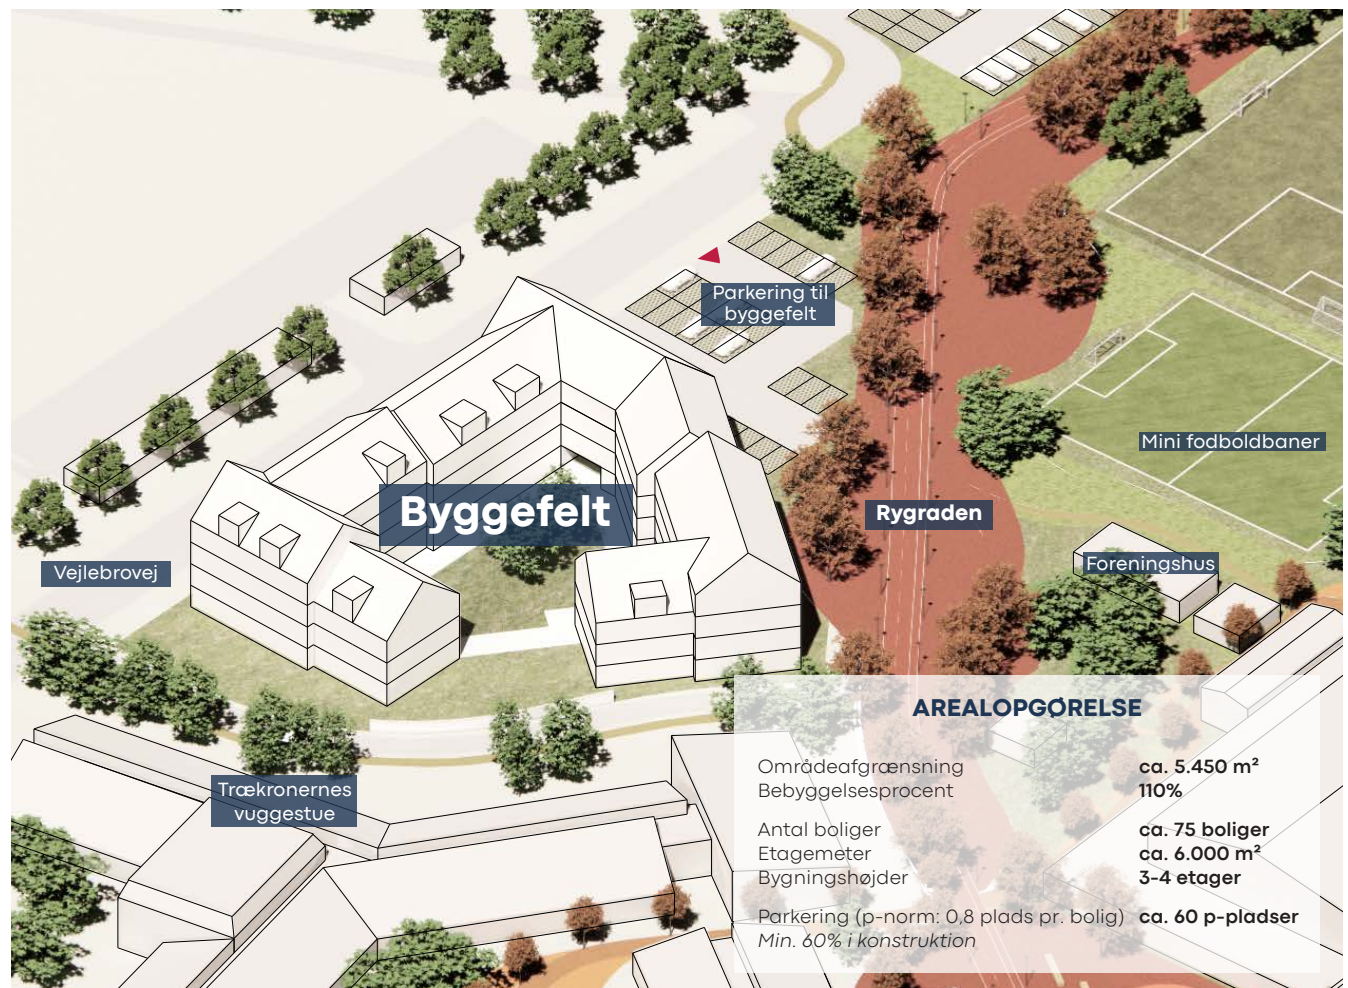 Parkering til
byggefelt
Mini fodboldbaner
Byggefelt
Rygraden
Vejlebrovej
Foreningshus
Trækronernes
vuggestue
AREALOPGØRELSE
Områdeafgrænsning ca. 5.450 m²
Bebyggelsesprocent 110%
Antal boliger ca. 75 boliger
Etagemeter ca. 6.000 m²
Bygningshøjder 3-4 etager
Parkering (p-norm: 0,8 plads pr. bolig) ca. 60 p-pladser
Min. 60% i konstruktion